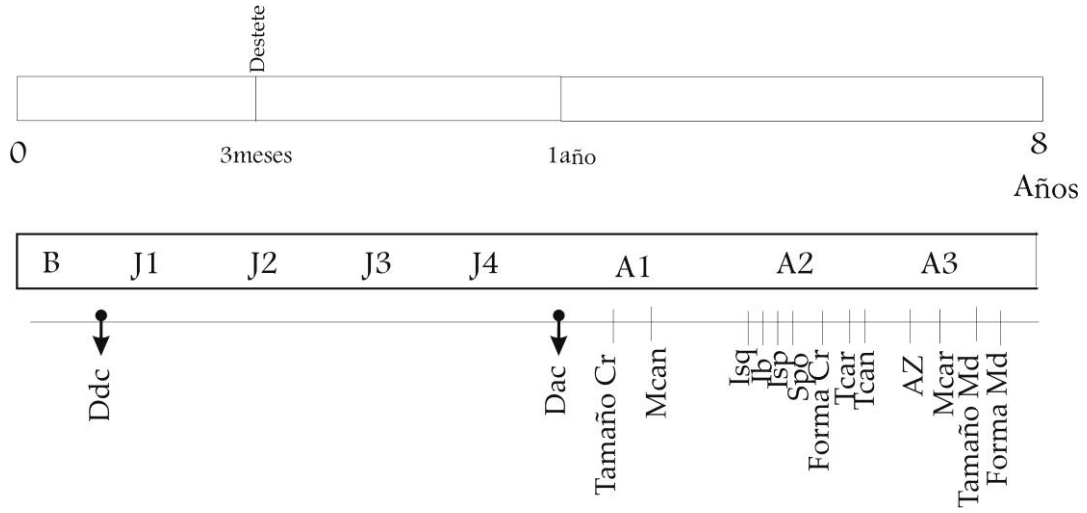 Destete
0
3meses
1año
8
Años
B J1 J2 J3 J4 A1 A2 A3
Ddc
Dac
Tamaño Cr
Mcan
Isq
Ib
Isp
Spo
Forma Cr
Tcar
Tcan
AZ
Mcar
Tamaño Md
Forma Md